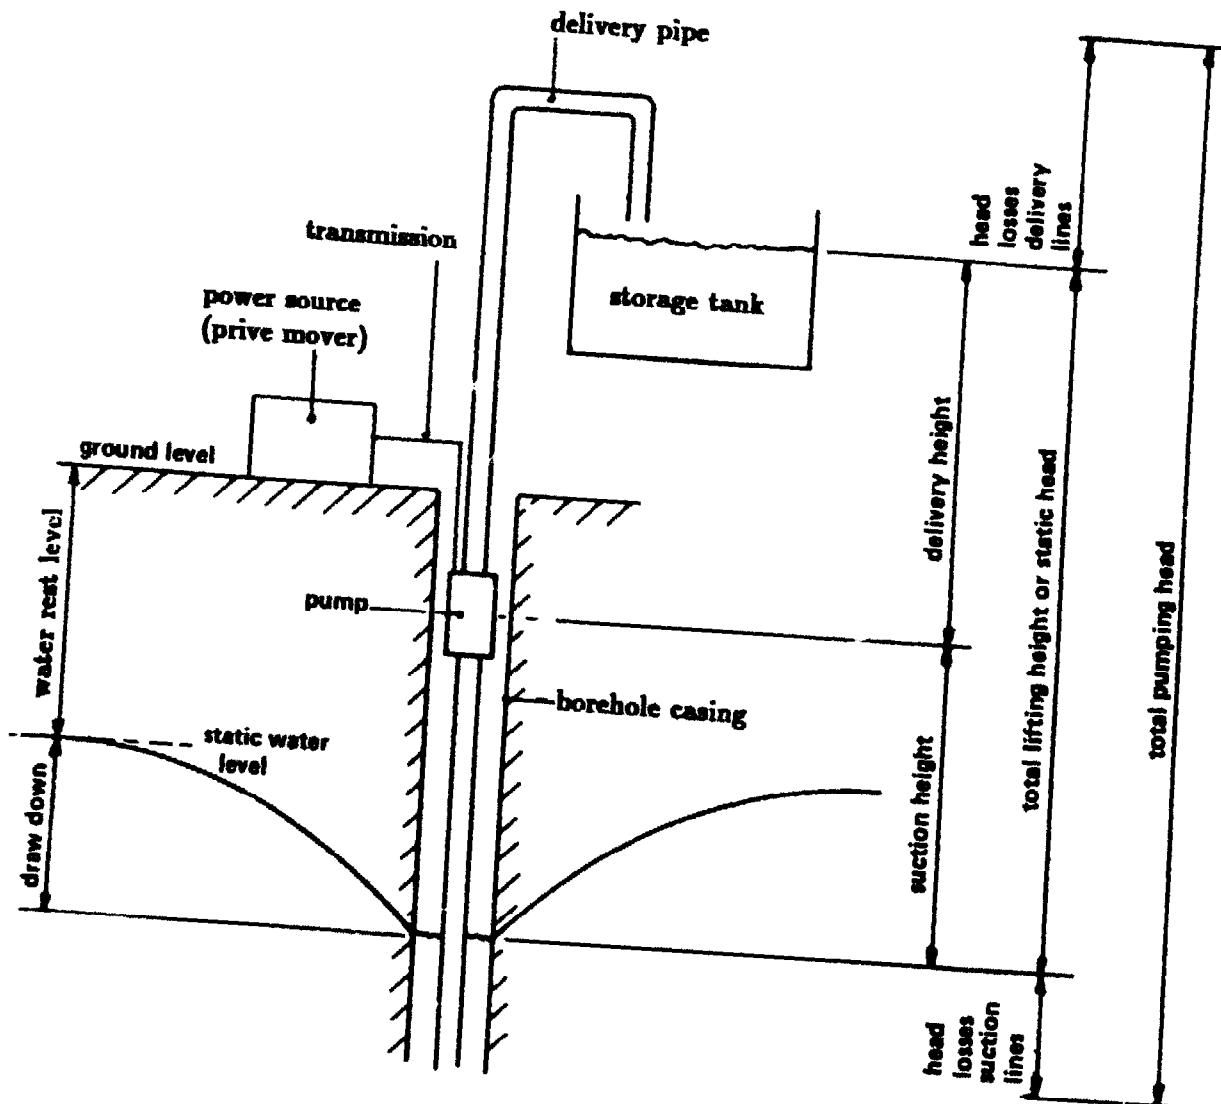 delivery pipe
transmission
power source
(prive mover)
storage tank
ground level
pump
borehole casing
static water
level
water rest level
draw down
head
losses
delivery
lines
delivery height
suction height
total lifting height or static head
total pumping head
head
losses
suction
lines